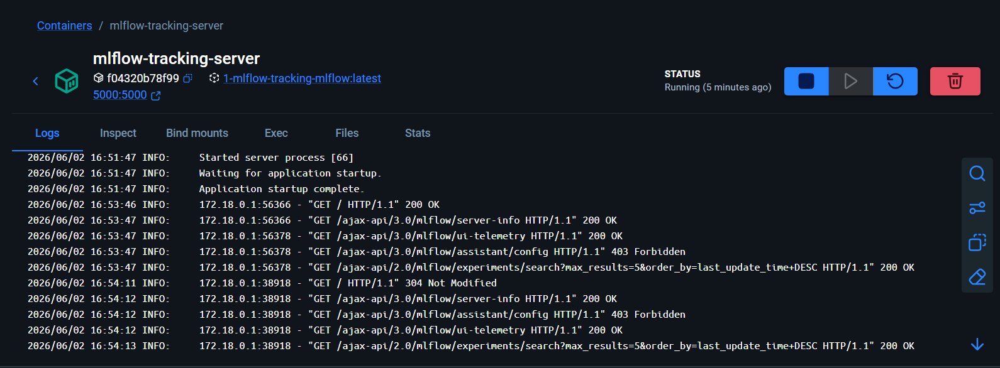 Containers / mlflow-tracking-server
mlflow-tracking-server
f04320b78f99 1-mlflow-tracking-mlflow:latest
5000:5000
STATUS
Running (5 minutes ago)
Logs Inspect Bind mounts Exec Files Stats
2026/06/02 16:51:47 INFO:     Started server process [66]
2026/06/02 16:51:47 INFO:     Waiting for application startup.
2026/06/02 16:51:47 INFO:     Application startup complete.
2026/06/02 16:53:46 INFO:     172.18.0.1:56366 - "GET / HTTP/1.1" 200 OK
2026/06/02 16:53:47 INFO:     172.18.0.1:56366 - "GET /ajax-api/3.0/mlflow/server-info HTTP/1.1" 200 OK
2026/06/02 16:53:47 INFO:     172.18.0.1:56378 - "GET /ajax-api/3.0/mlflow/ui-telemetry HTTP/1.1" 200 OK
2026/06/02 16:53:47 INFO:     172.18.0.1:56378 - "GET /ajax-api/3.0/mlflow/assistant/config HTTP/1.1" 403 Forbidden
2026/06/02 16:53:47 INFO:     172.18.0.1:56378 - "GET /ajax-api/2.0/mlflow/experiments/search?max_results=5&order_by=last_update_time+DESC HTTP/1.1" 200 OK
2026/06/02 16:54:11 INFO:     172.18.0.1:38918 - "GET / HTTP/1.1" 304 Not Modified
2026/06/02 16:54:12 INFO:     172.18.0.1:38918 - "GET /ajax-api/3.0/mlflow/server-info HTTP/1.1" 200 OK
2026/06/02 16:54:12 INFO:     172.18.0.1:38918 - "GET /ajax-api/3.0/mlflow/assistant/config HTTP/1.1" 403 Forbidden
2026/06/02 16:54:12 INFO:     172.18.0.1:38918 - "GET /ajax-api/3.0/mlflow/ui-telemetry HTTP/1.1" 200 OK
2026/06/02 16:54:13 INFO:     172.18.0.1:38918 - "GET /ajax-api/2.0/mlflow/experiments/search?max_results=5&order_by=last_update_time+DESC HTTP/1.1" 200 OK